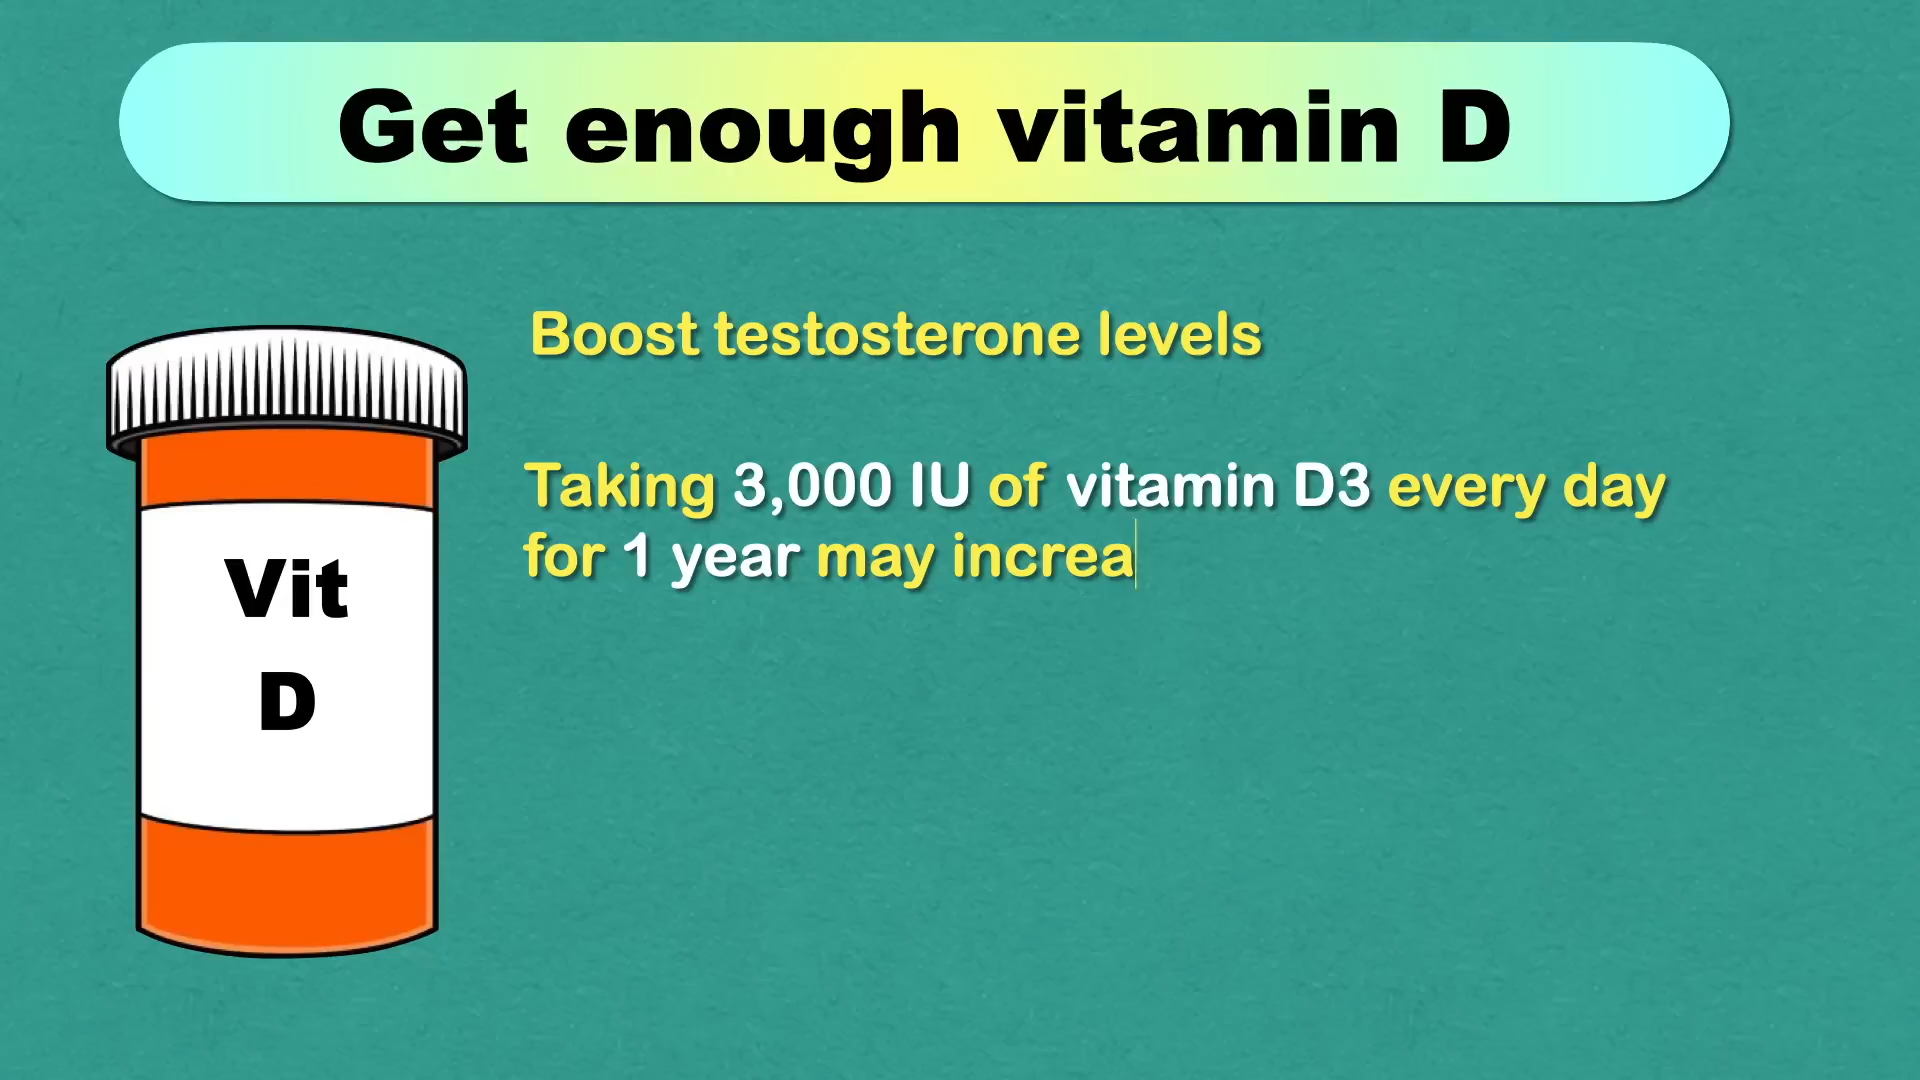 Get enough vitamin D
Boost testosterone levels
Taking 3,000 IU of vitamin D3 every day
for 1 year may increa
Vit
D